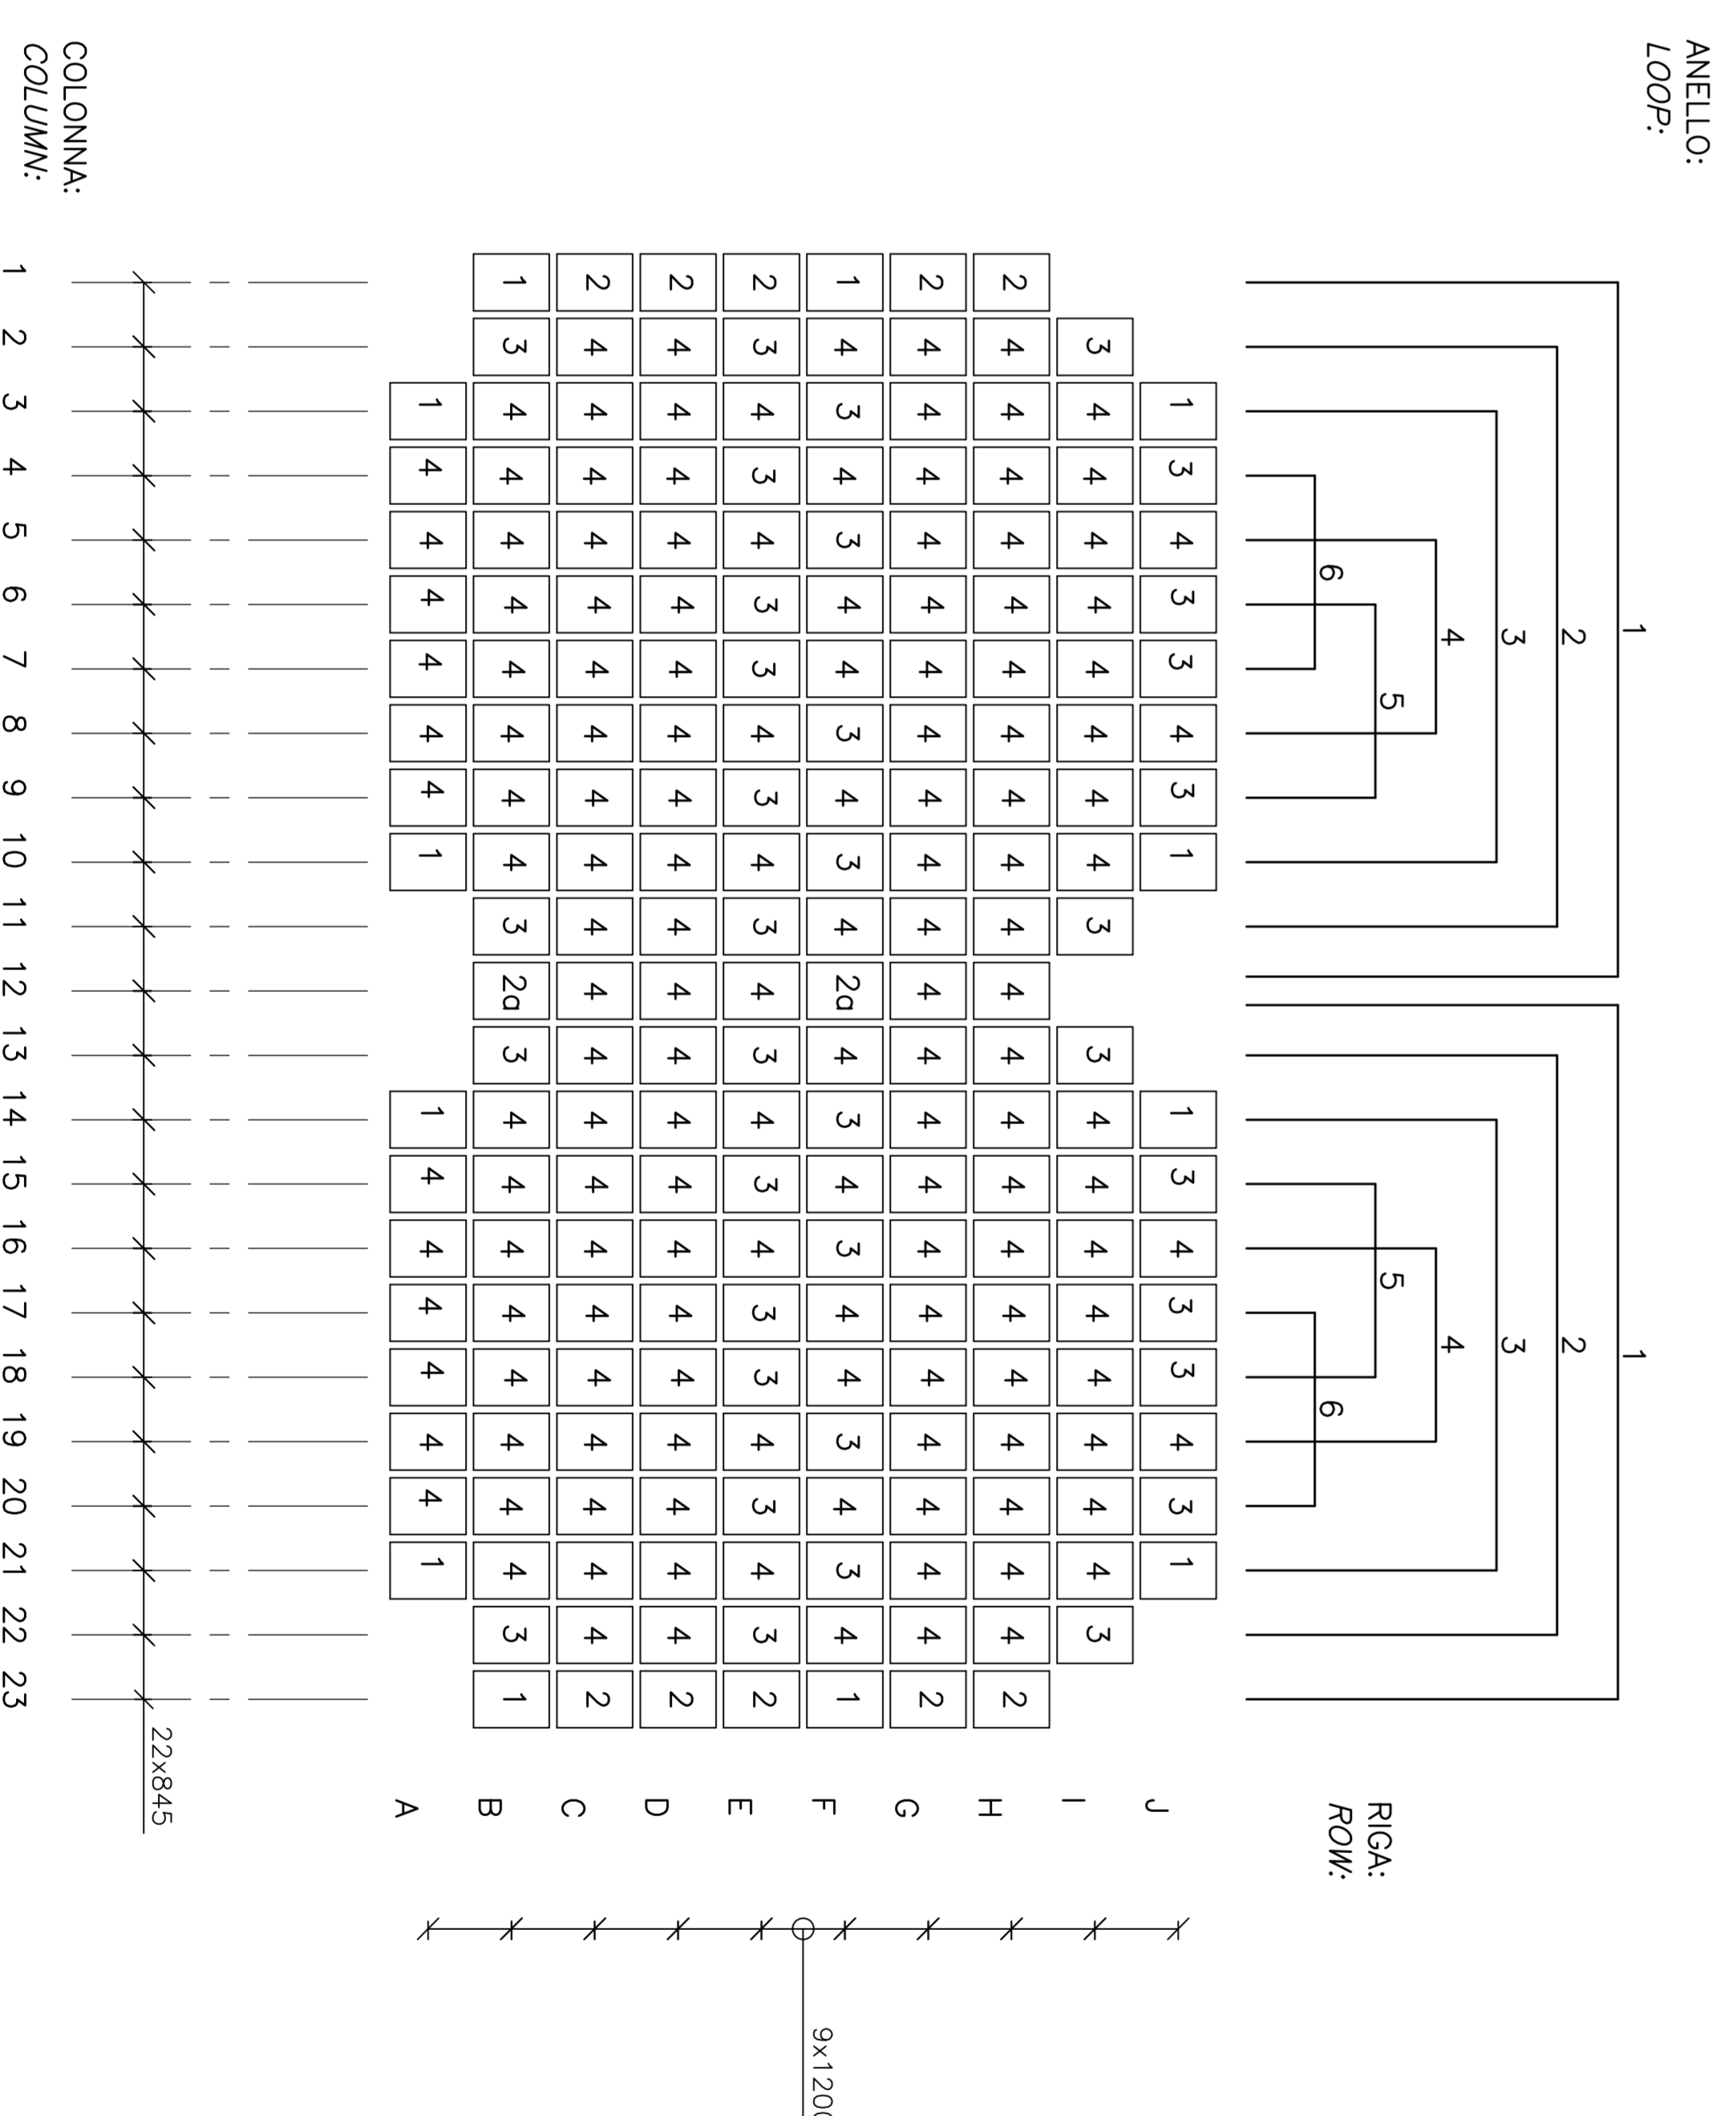 ANELLO:
LOOP:
1 1
2 2
3 3
4 4
5 5
6 6
RIGA:
ROW:
1 3 4 3 3 4 3 1 1 3 4 3 3 4 3 1 J
3 4 4 4 4 4 4 4 4 3 3 4 4 4 4 4 4 4 4 3 I
2 4 4 4 4 4 4 4 4 4 4 4 4 4 4 4 4 4 4 4 4 4 2 H
2 4 4 4 4 4 4 4 4 4 4 4 4 4 4 4 4 4 4 4 4 4 2 G
1 4 3 4 3 4 4 3 4 3 4 2a 4 3 4 3 4 4 3 4 3 4 1 F
9x1200
2 3 4 3 4 3 3 4 3 4 3 4 3 4 3 4 3 3 4 3 4 3 2 E
2 4 4 4 4 4 4 4 4 4 4 4 4 4 4 4 4 4 4 4 4 4 2 D
2 4 4 4 4 4 4 4 4 4 4 4 4 4 4 4 4 4 4 4 4 4 2 C
1 3 4 4 4 4 4 4 4 4 3 2a 3 4 4 4 4 4 4 4 4 3 1 B
1 4 4 4 4 4 4 1 1 4 4 4 4 4 4 1 A
22x845
COLONNA:
COLUMN: 1 2 3 4 5 6 7 8 9 10 11 12 13 14 15 16 17 18 19 20 21 22 23